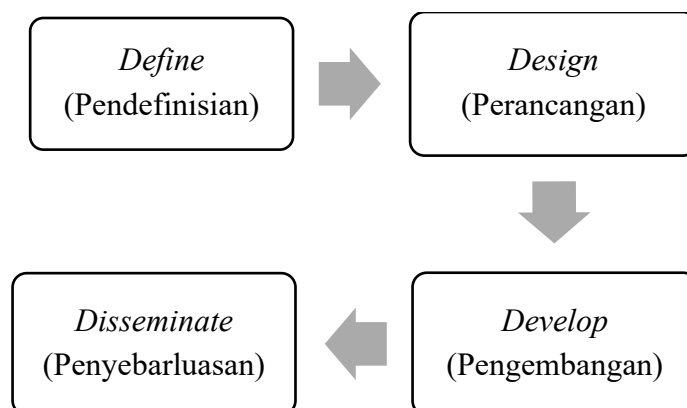 Define
(Pendefinisian)
Design
(Perancangan)
Develop
(Pengembangan)
Disseminate
(Penyebarluasan)